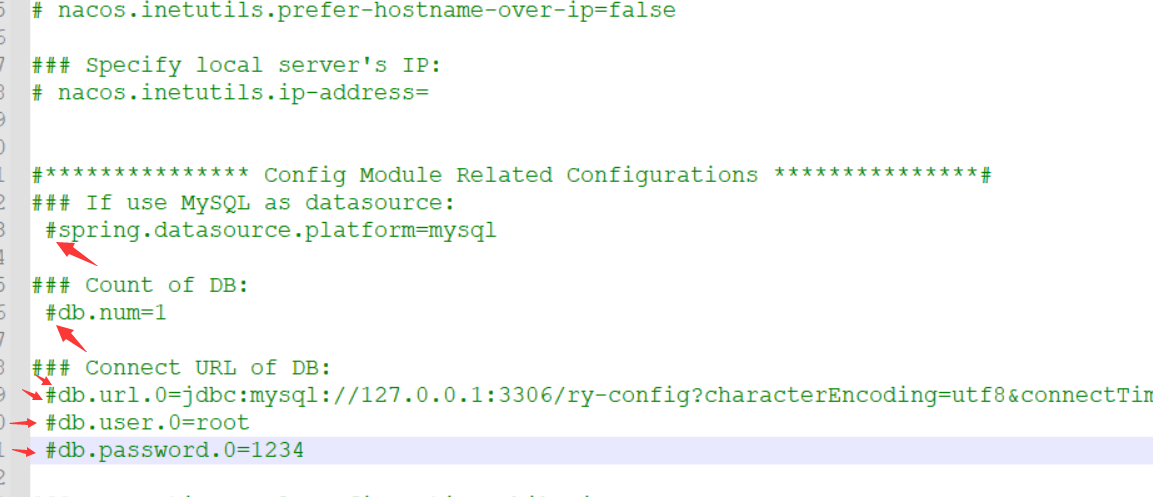 # nacos.inetutils.prefer-hostname-over-ip=false
### Specify local server's IP:
# nacos.inetutils.ip-address=
#*************** Config Module Related Configurations ***************#
### If use MySQL as datasource:
#spring.datasource.platform=mysql
### Count of DB:
#db.num=1
### Connect URL of DB:
#db.url.0=jdbc:mysql://127.0.0.1:3306/ry-config?characterEncoding=utf8&connectTim
#db.user.0=root
#db.password.0=1234